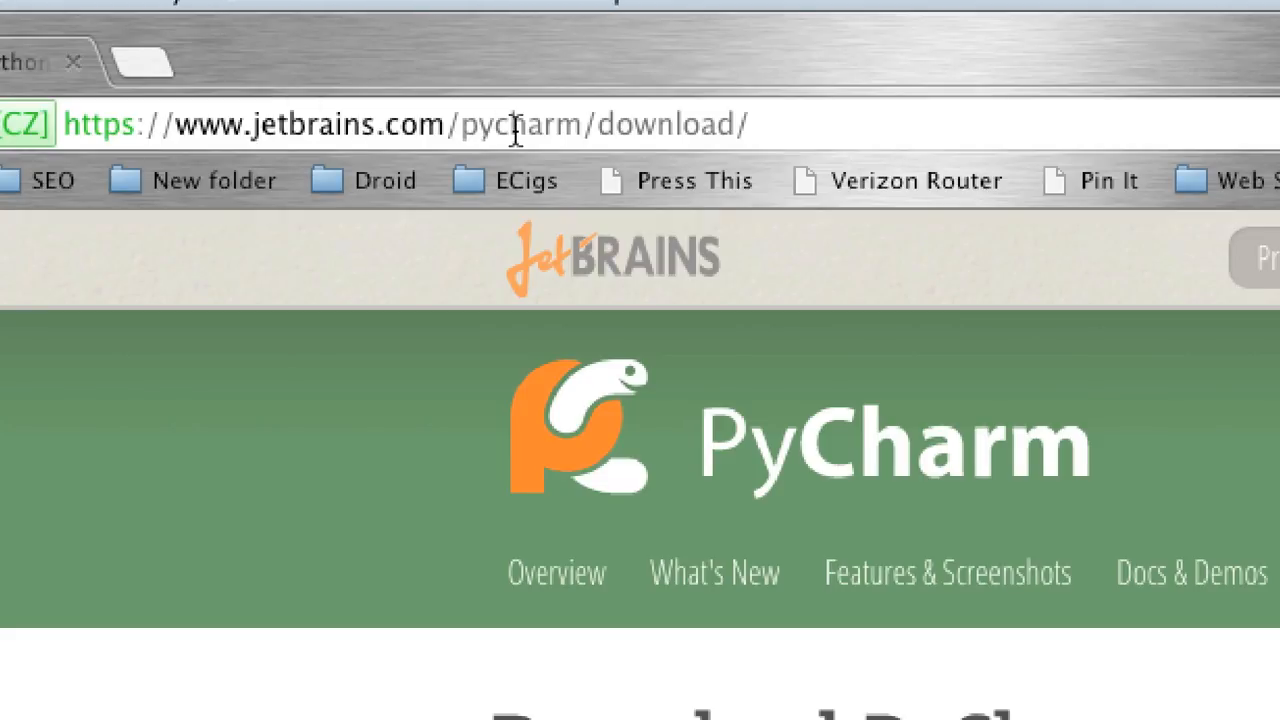 thon
[CZ] https://www.jetbrains.com/pycharm/download/
SEO New folder Droid ECigs Press This Verizon Router Pin It Web S
JetBRAINS
Pr
PyCharm
Overview What's New Features & Screenshots Docs & Demos